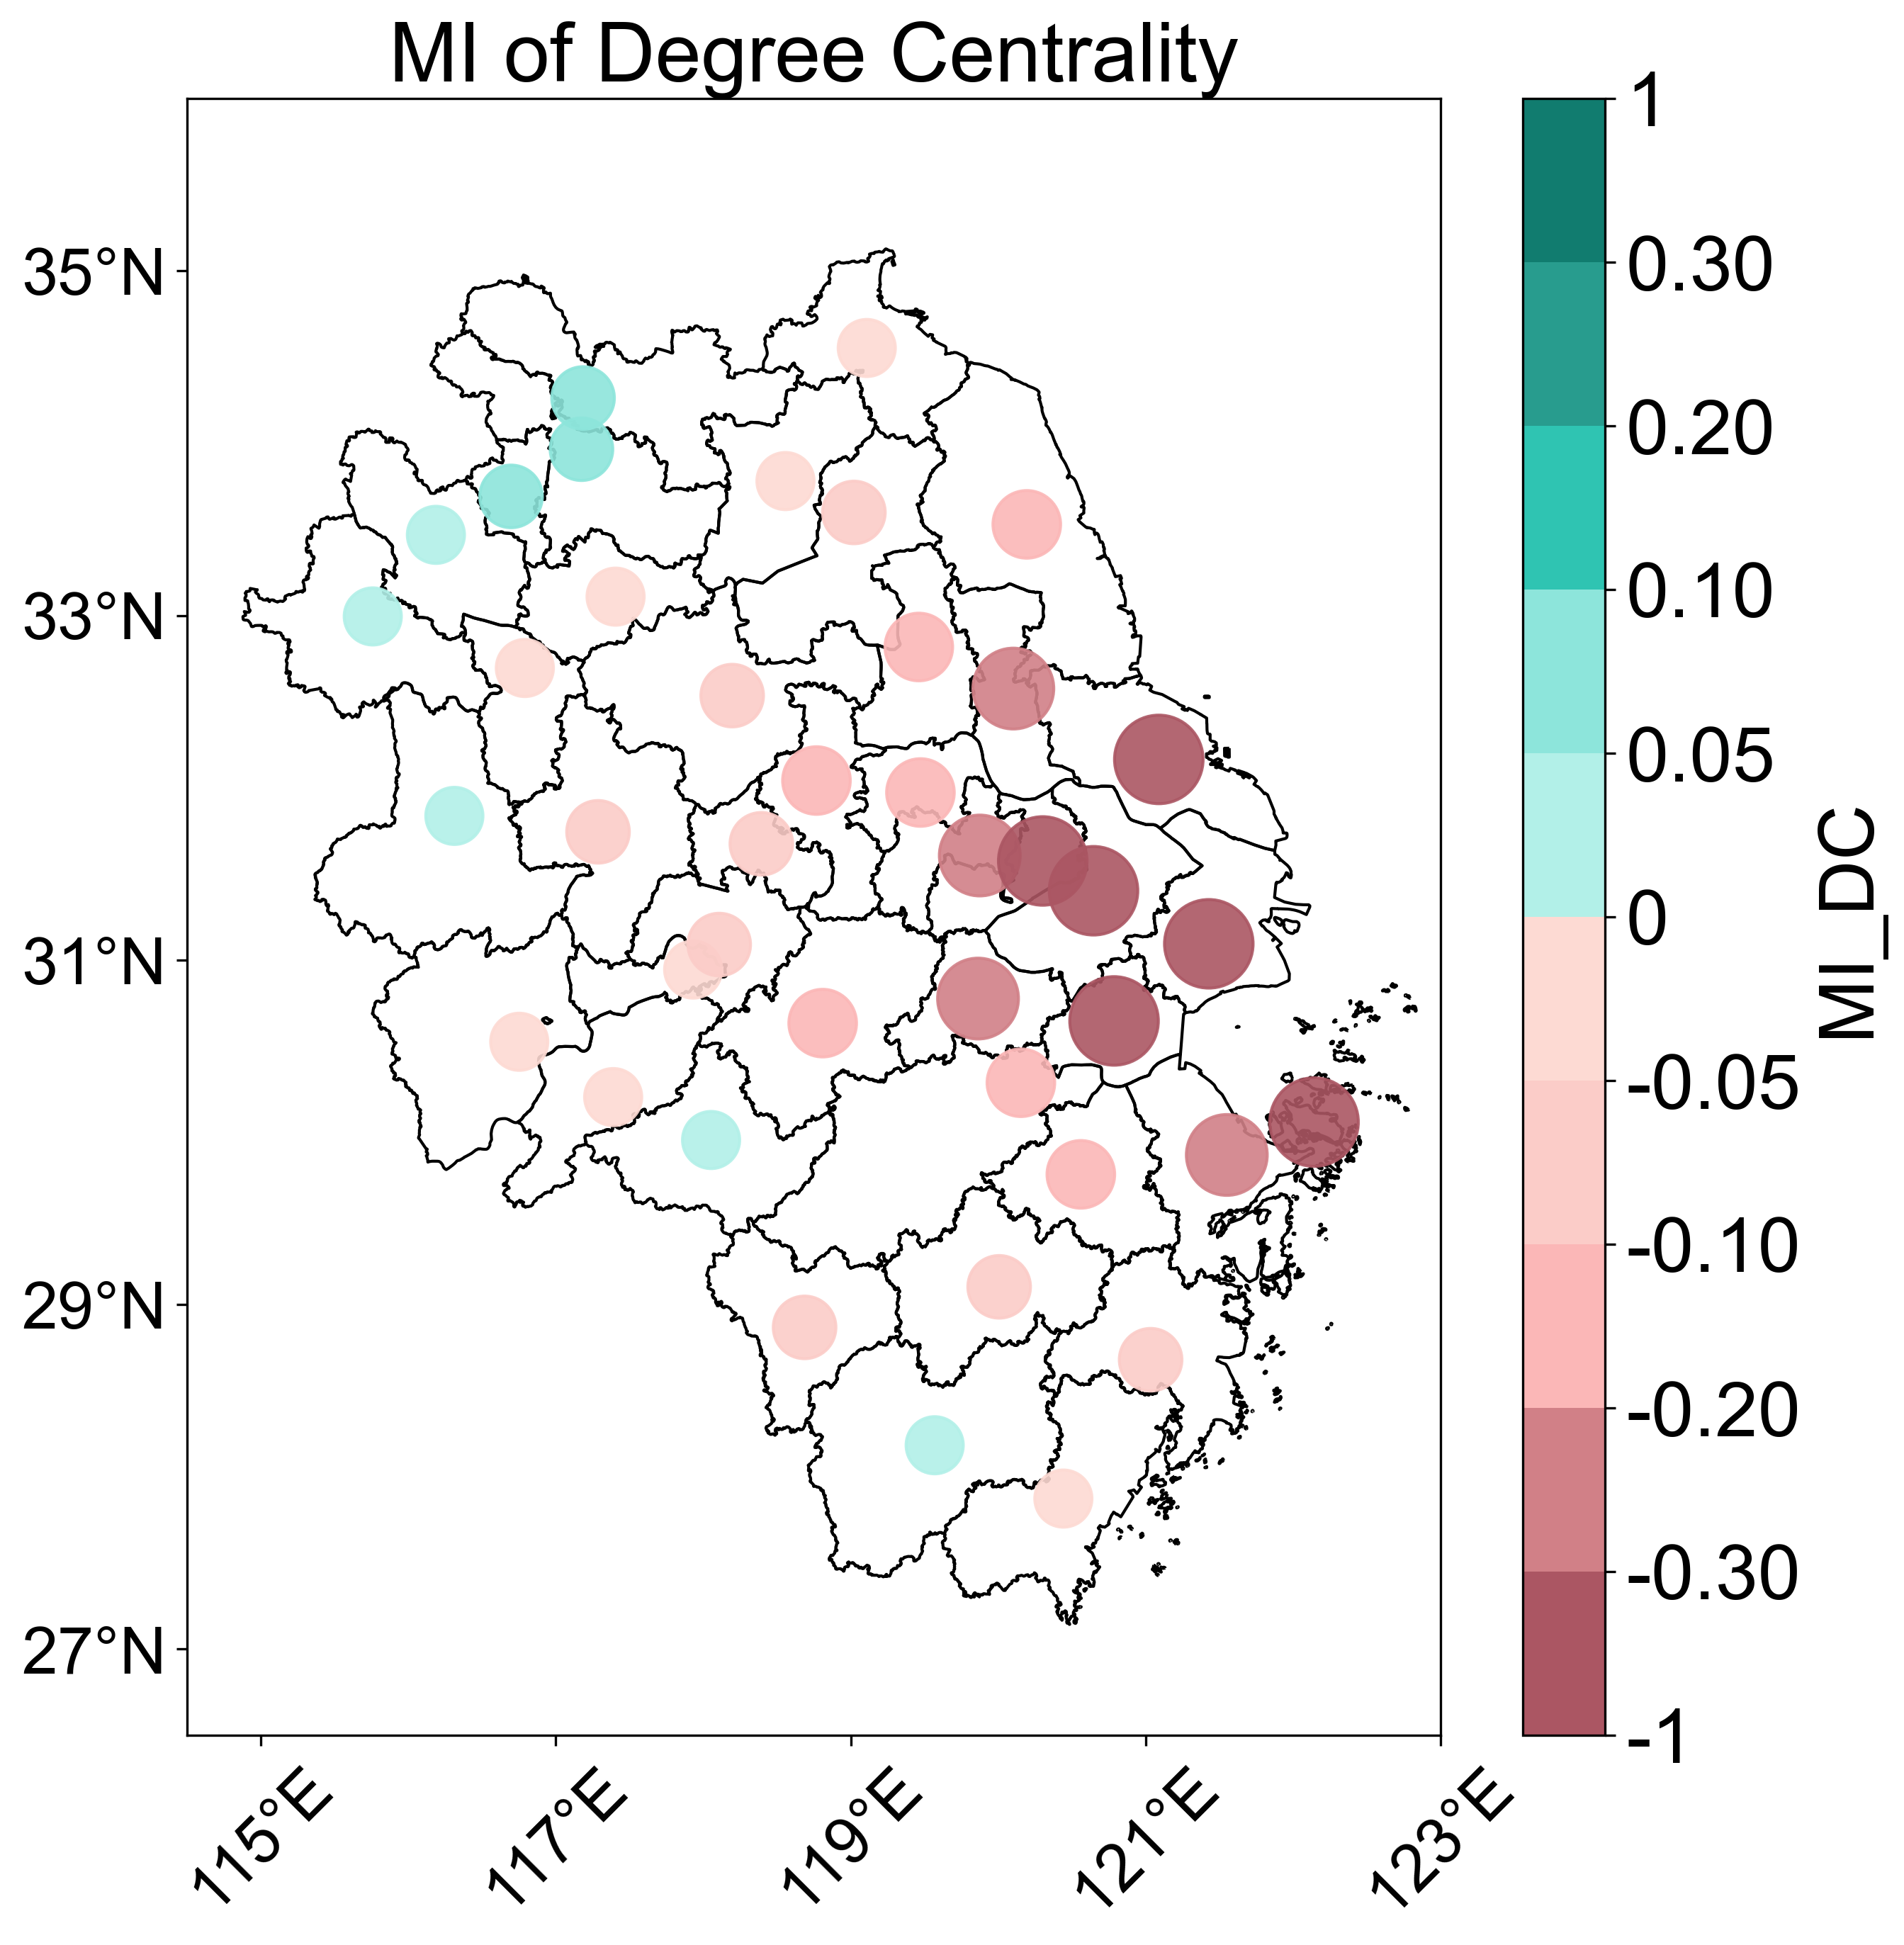 MI of Degree Centrality
35°N
33°N
31°N
29°N
27°N
115°E
117°E
119°E
121°E
123°E
1
0.30
0.20
0.10
0.05
0
-0.05
-0.10
-0.20
-0.30
-1
MI_DC